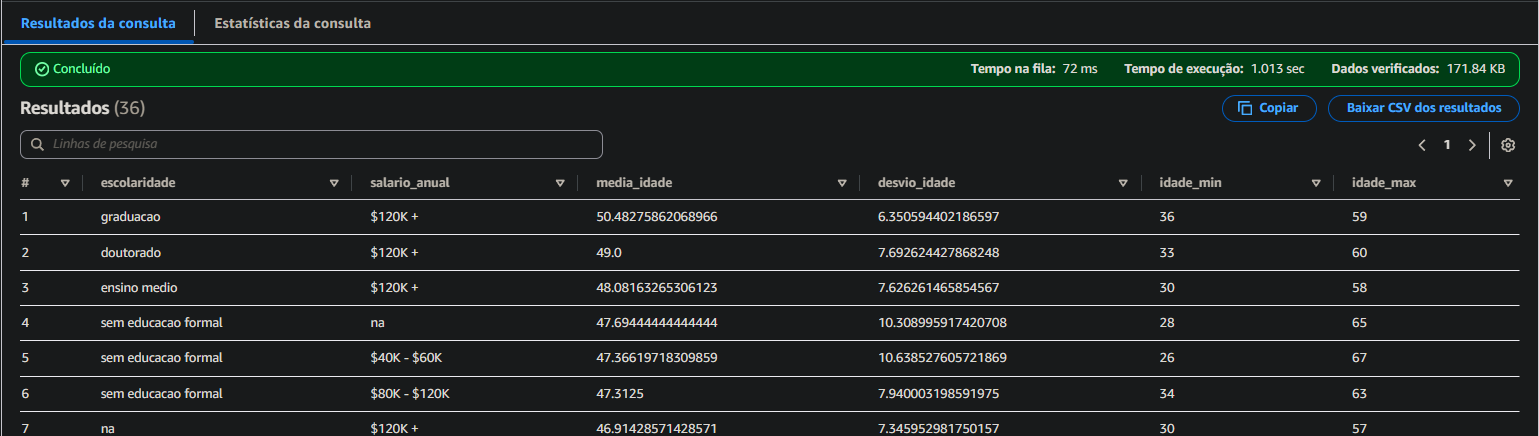 Resultados da consulta Estatísticas da consulta
Concluído Tempo na fila: 72 ms Tempo de execução: 1.013 sec Dados verificados: 171.84 KB
Resultados (36) Copiar Baixar CSV dos resultados
Linhas de pesquisa 1
# escolaridade salario_anual media_idade desvio_idade idade_min idade_max
1 graduacao $120K + 50.48275862068966 6.350594402186597 36 59
2 doutorado $120K + 49.0 7.692624427868248 33 60
3 ensino medio $120K + 48.08163265306123 7.626261465854567 30 58
4 sem educacao formal na 47.69444444444444 10.308995917420708 28 65
5 sem educacao formal $40K - $60K 47.36619718309859 10.638527605721869 26 67
6 sem educacao formal $80K - $120K 47.3125 7.940003198591975 34 63
7 na $120K + 46.91428571428571 7.345952981750157 30 57